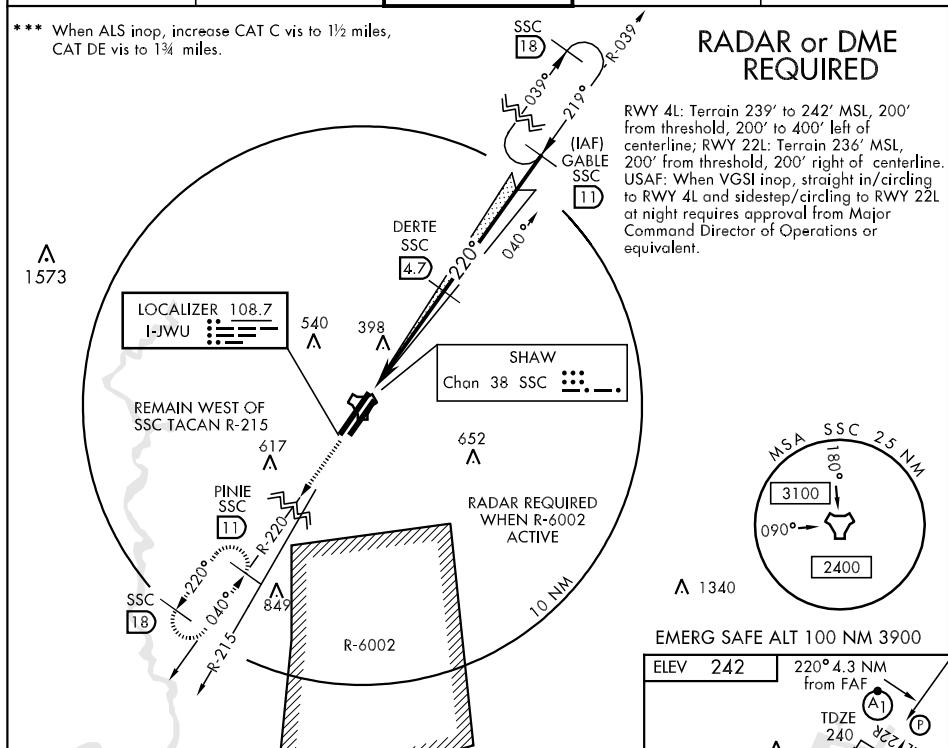 *** When ALS inop, increase CAT C vis to 1½ miles,
CAT DE vis to 1¾ miles.
RADAR or DME
REQUIRED
RWY 4L: Terrain 239' to 242' MSL, 200'
from threshold, 200' to 400' left of
centerline; RWY 22L: Terrain 236' MSL,
200' from threshold, 200' right of centerline.
USAF: When VGSI inop, straight in/circling
to RWY 4L and sidestep/circling to RWY 22L
at night requires approval from Major
Command Director of Operations or
equivalent.
SSC
18
039°
R-039
219°
(IAF)
GABLE
SSC
11
DERTE
SSC
4.7
220°
040°
1573
LOCALIZER 108.7
I-JWU
540
398
SHAW
Chan 38 SSC
REMAIN WEST OF
SSC TACAN R-215
617
652
PINIE
SSC
11
R-220
RADAR REQUIRED
WHEN R-6002
ACTIVE
220°
040°
SSC
18
849
R-215
R-6002
10 NM
MSA SSC 25 NM
180°
3100
090°
2400
1340
EMERG SAFE ALT 100 NM 3900
ELEV 242
220° 4.3 NM
from FAF
A1
TDZE
240
P
22R